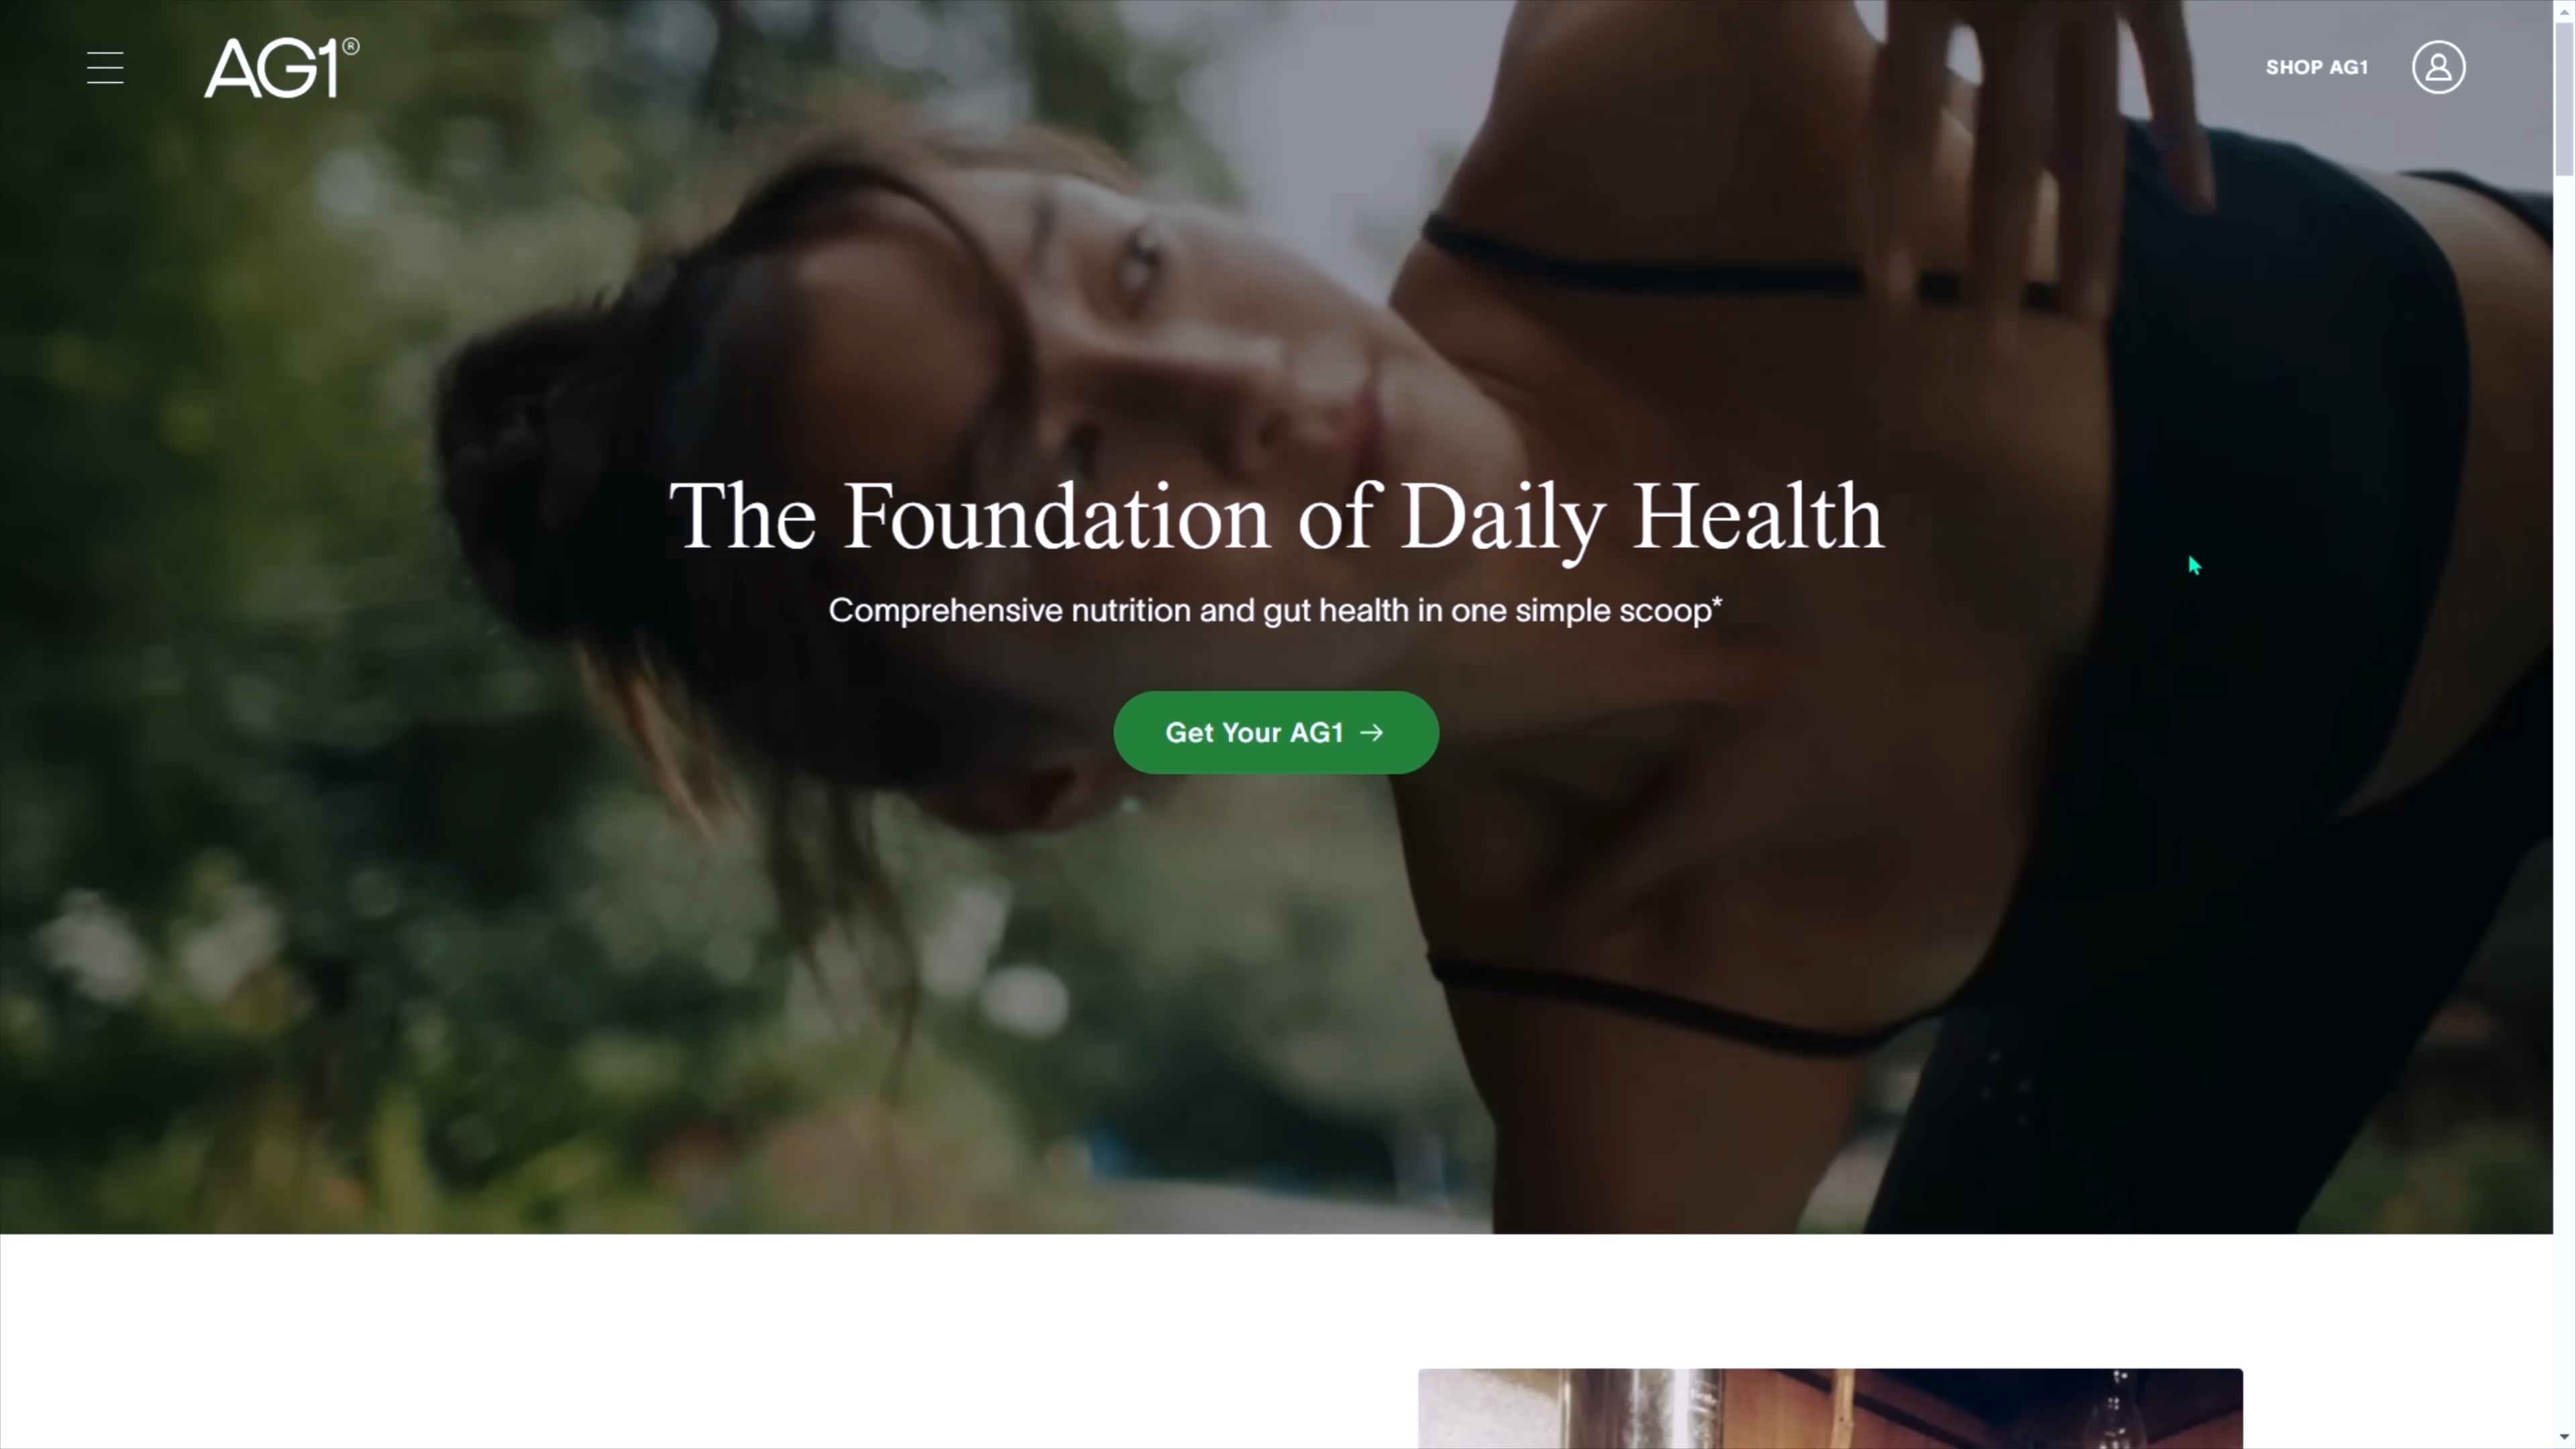 AG1®
SHOP AG1
The Foundation of Daily Health
Comprehensive nutrition and gut health in one simple scoop*
Get Your AG1 →